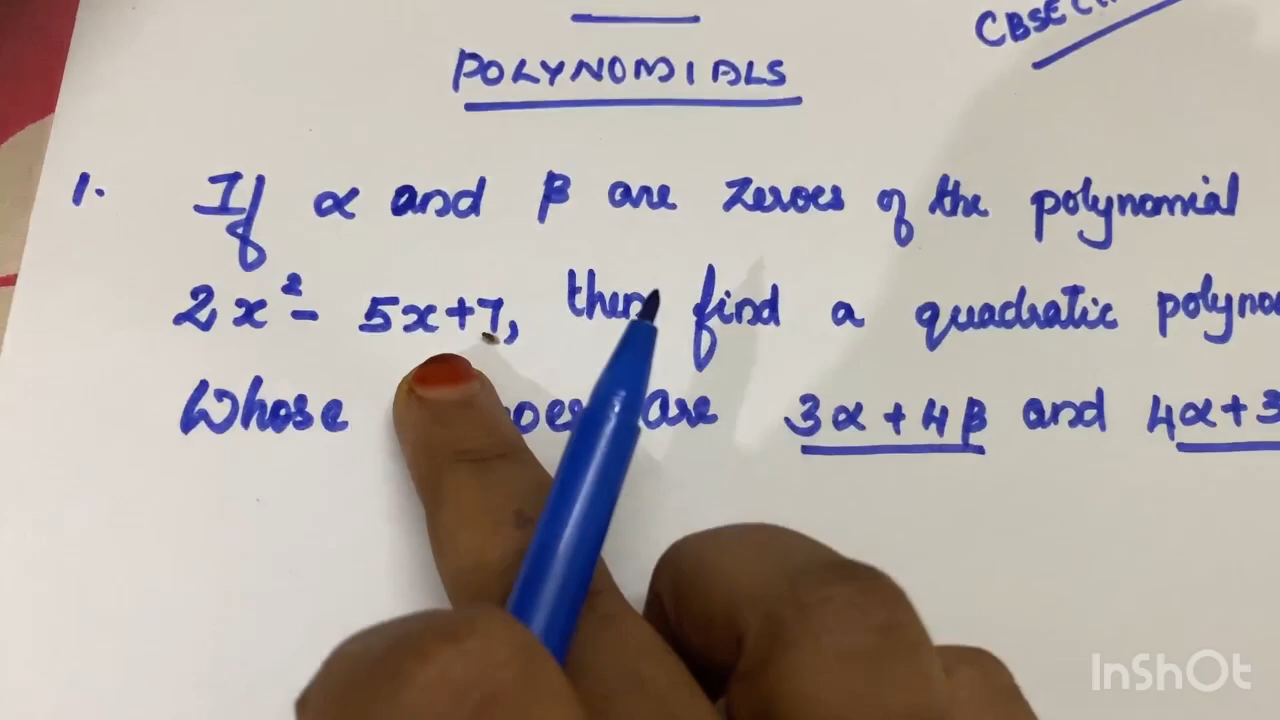 CBSE
POLYNOMIALS
1. If α and β are zeroes of the polynomial
2x² - 5x+7, then find a quadratic
Whose are 3α + 4β and 4α+3
InShOt